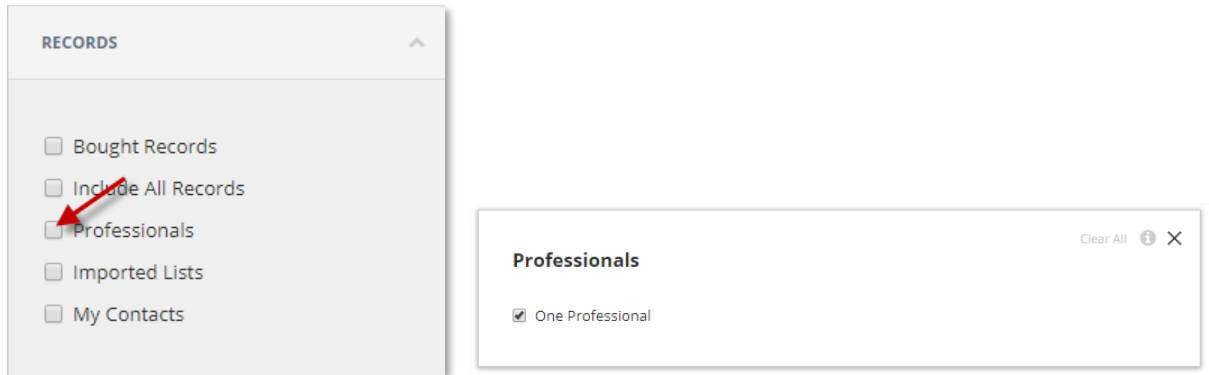 RECORDS
Bought Records
Include All Records
Professionals
Imported Lists
My Contacts
Clear All
Professionals
One Professional